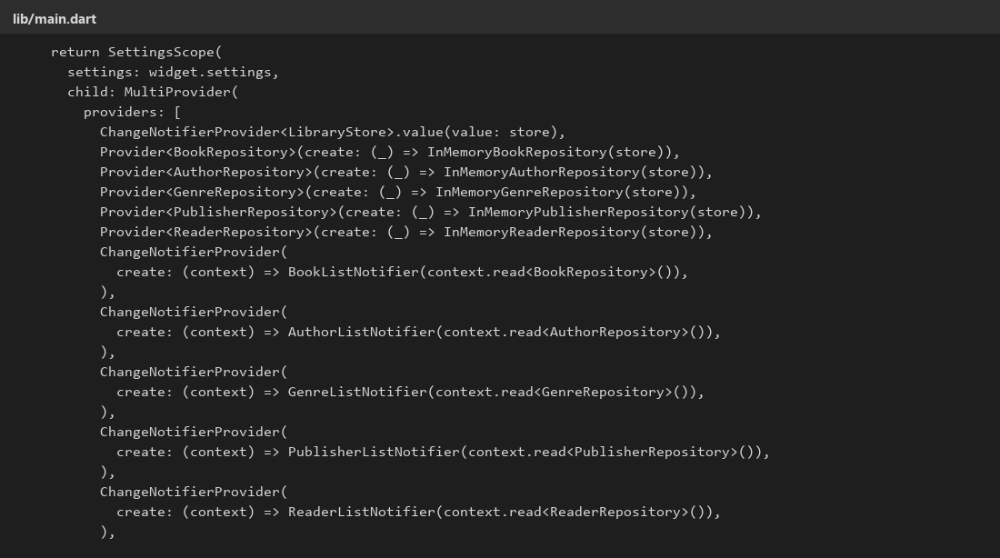 lib/main.dart
return SettingsScope(
settings: widget.settings,
child: MultiProvider(
providers: [
ChangeNotifierProvider<LibraryStore>.value(value: store),
Provider<BookRepository>(create: (_) => InMemoryBookRepository(store)),
Provider<AuthorRepository>(create: (_) => InMemoryAuthorRepository(store)),
Provider<GenreRepository>(create: (_) => InMemoryGenreRepository(store)),
Provider<PublisherRepository>(create: (_) => InMemoryPublisherRepository(store)),
Provider<ReaderRepository>(create: (_) => InMemoryReaderRepository(store)),
ChangeNotifierProvider(
create: (context) => BookListNotifier(context.read<BookRepository>()),
),
ChangeNotifierProvider(
create: (context) => AuthorListNotifier(context.read<AuthorRepository>()),
),
ChangeNotifierProvider(
create: (context) => GenreListNotifier(context.read<GenreRepository>()),
),
ChangeNotifierProvider(
create: (context) => PublisherListNotifier(context.read<PublisherRepository>()),
),
ChangeNotifierProvider(
create: (context) => ReaderListNotifier(context.read<ReaderRepository>()),
),